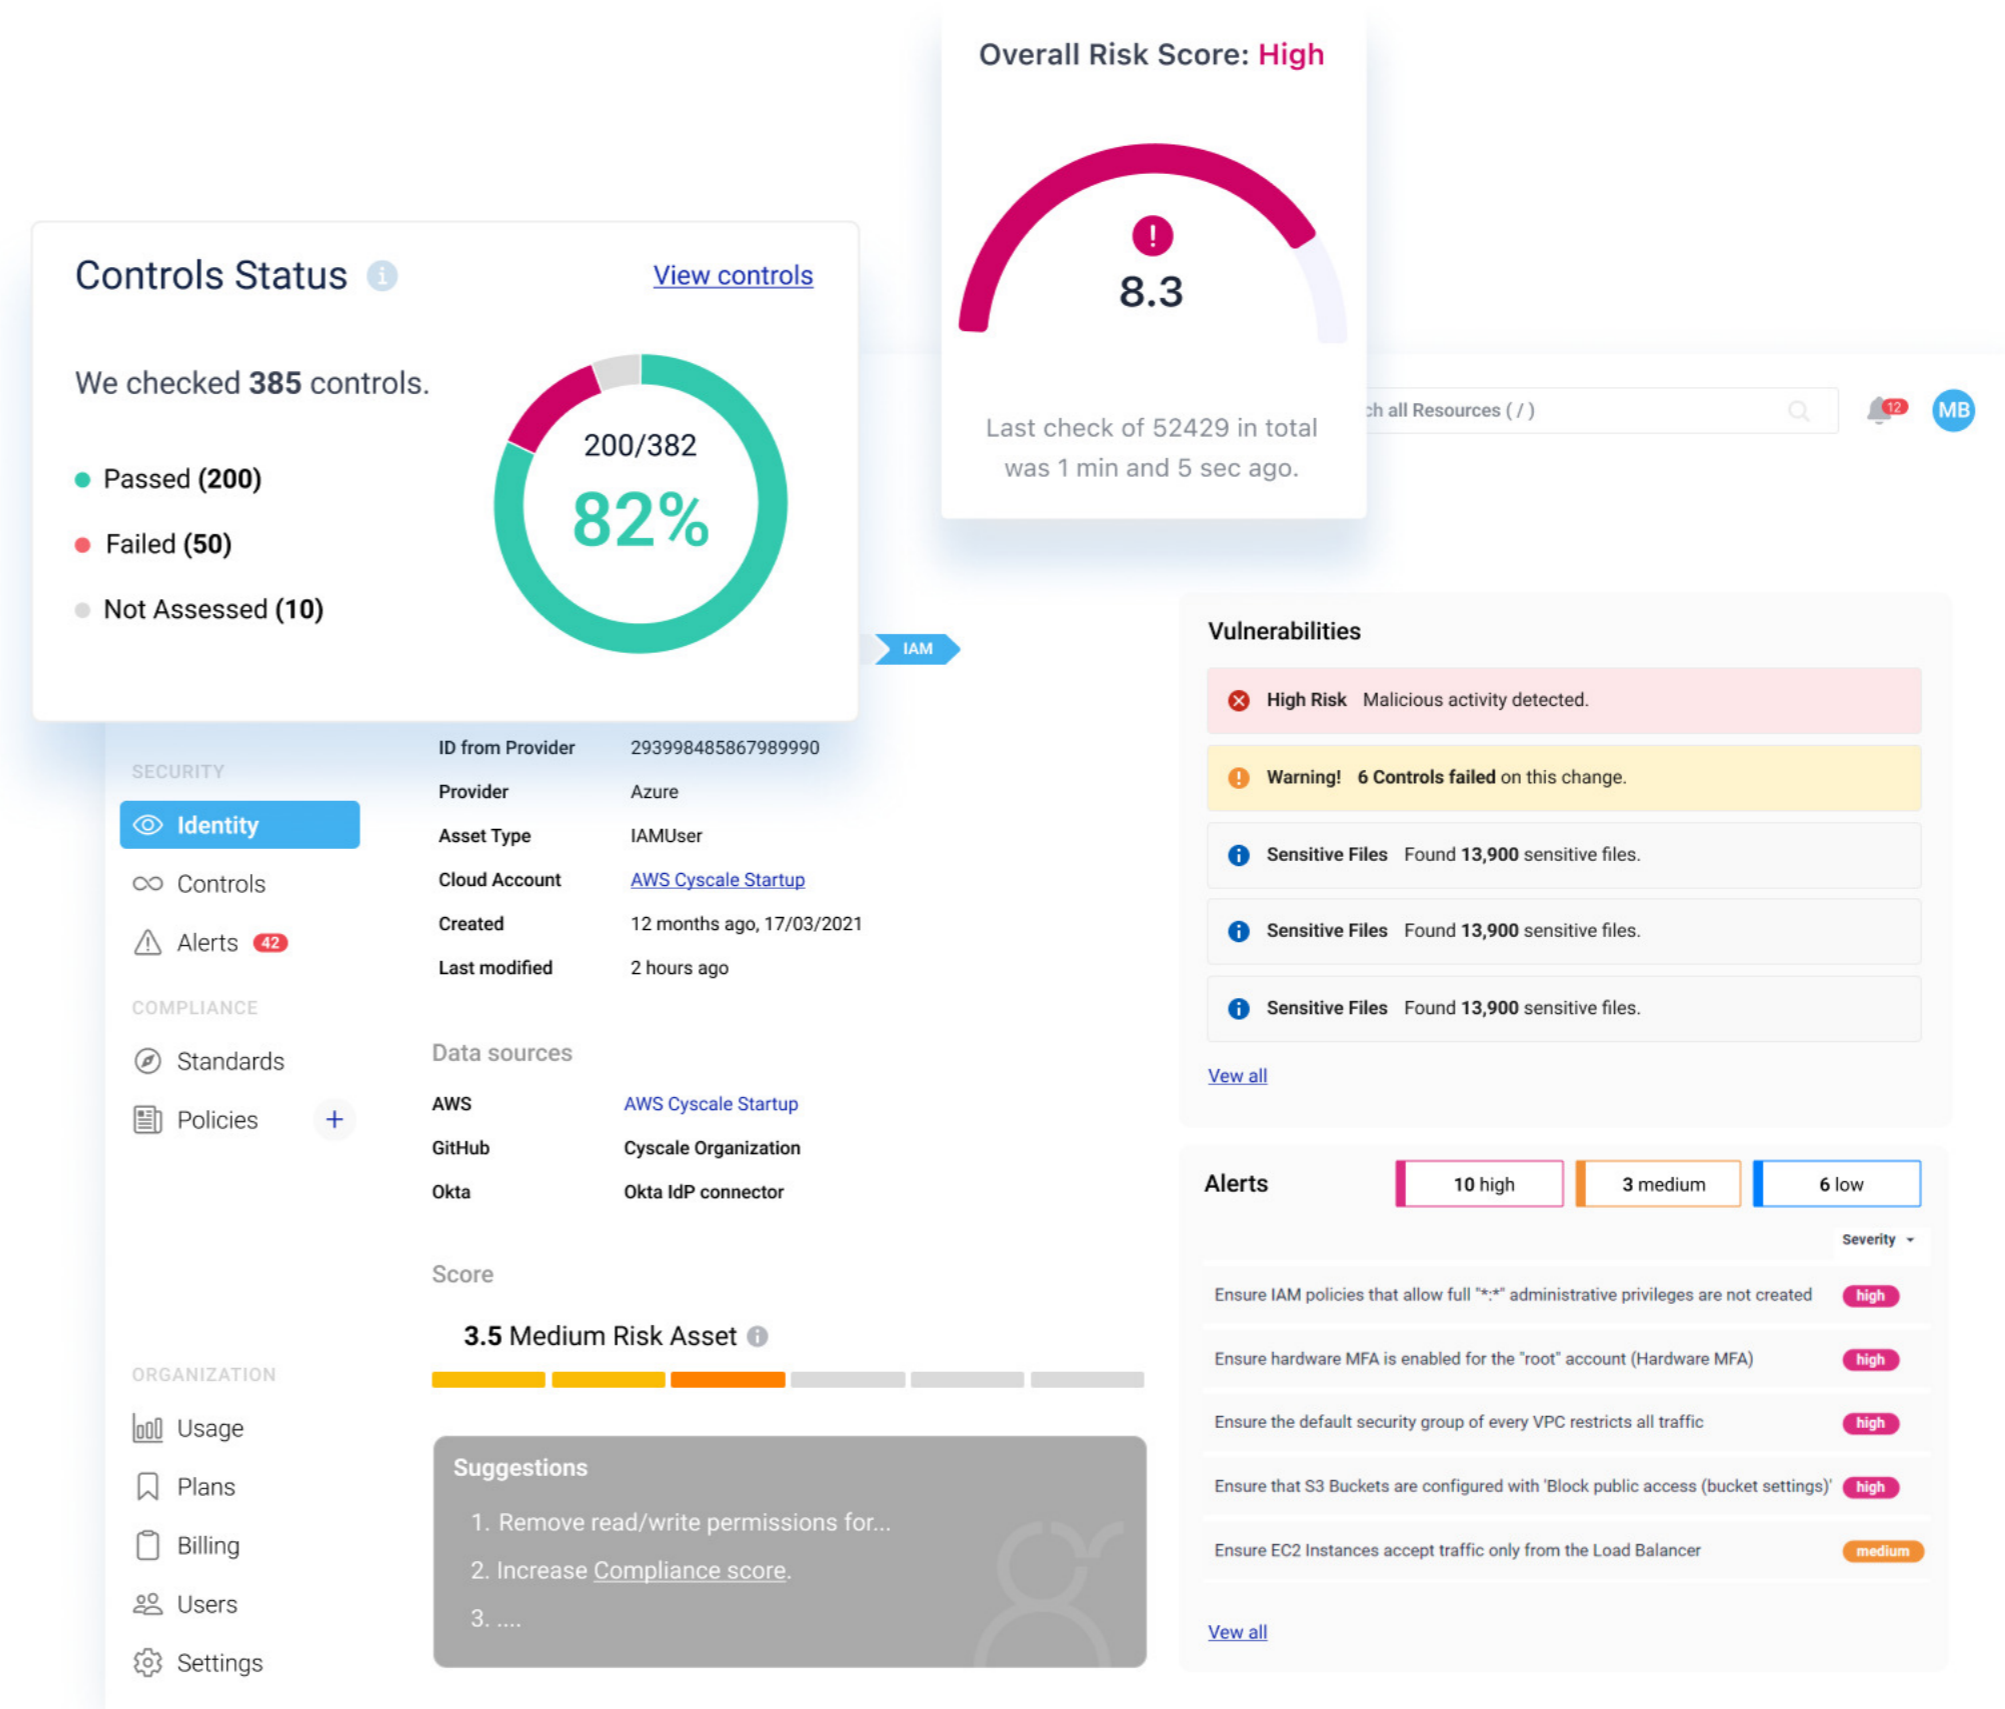 Overall Risk Score: High
8.3
Last check of 52429 in total
was 1 min and 5 sec ago.
Controls Status
View controls
We checked 385 controls.
Passed (200)
Failed (50)
Not Assessed (10)
200/382
82%
all Resources ( / )
12
MB
IAM
SECURITY
Identity
Controls
Alerts 42
COMPLIANCE
Standards
Policies +
ORGANIZATION
Usage
Plans
Billing
Users
Settings
ID from Provider 293998485867989990
Provider Azure
Asset Type IAMUser
Cloud Account AWS Cyscale Startup
Created 12 months ago, 17/03/2021
Last modified 2 hours ago
Data sources
AWS AWS Cyscale Startup
GitHub Cyscale Organization
Okta Okta IdP connector
Score
3.5 Medium Risk Asset
Suggestions
1. Remove read/write permissions for...
2. Increase Compliance score.
3. ....
Vulnerabilities
High Risk Malicious activity detected.
Warning! 6 Controls failed on this change.
Sensitive Files Found 13,900 sensitive files.
Sensitive Files Found 13,900 sensitive files.
Sensitive Files Found 13,900 sensitive files.
Vew all
Alerts 10 high 3 medium 6 low
Severity
Ensure IAM policies that allow full "*:*" administrative privileges are not created high
Ensure hardware MFA is enabled for the "root" account (Hardware MFA) high
Ensure the default security group of every VPC restricts all traffic high
Ensure that S3 Buckets are configured with 'Block public access (bucket settings)' high
Ensure EC2 Instances accept traffic only from the Load Balancer medium
Vew all